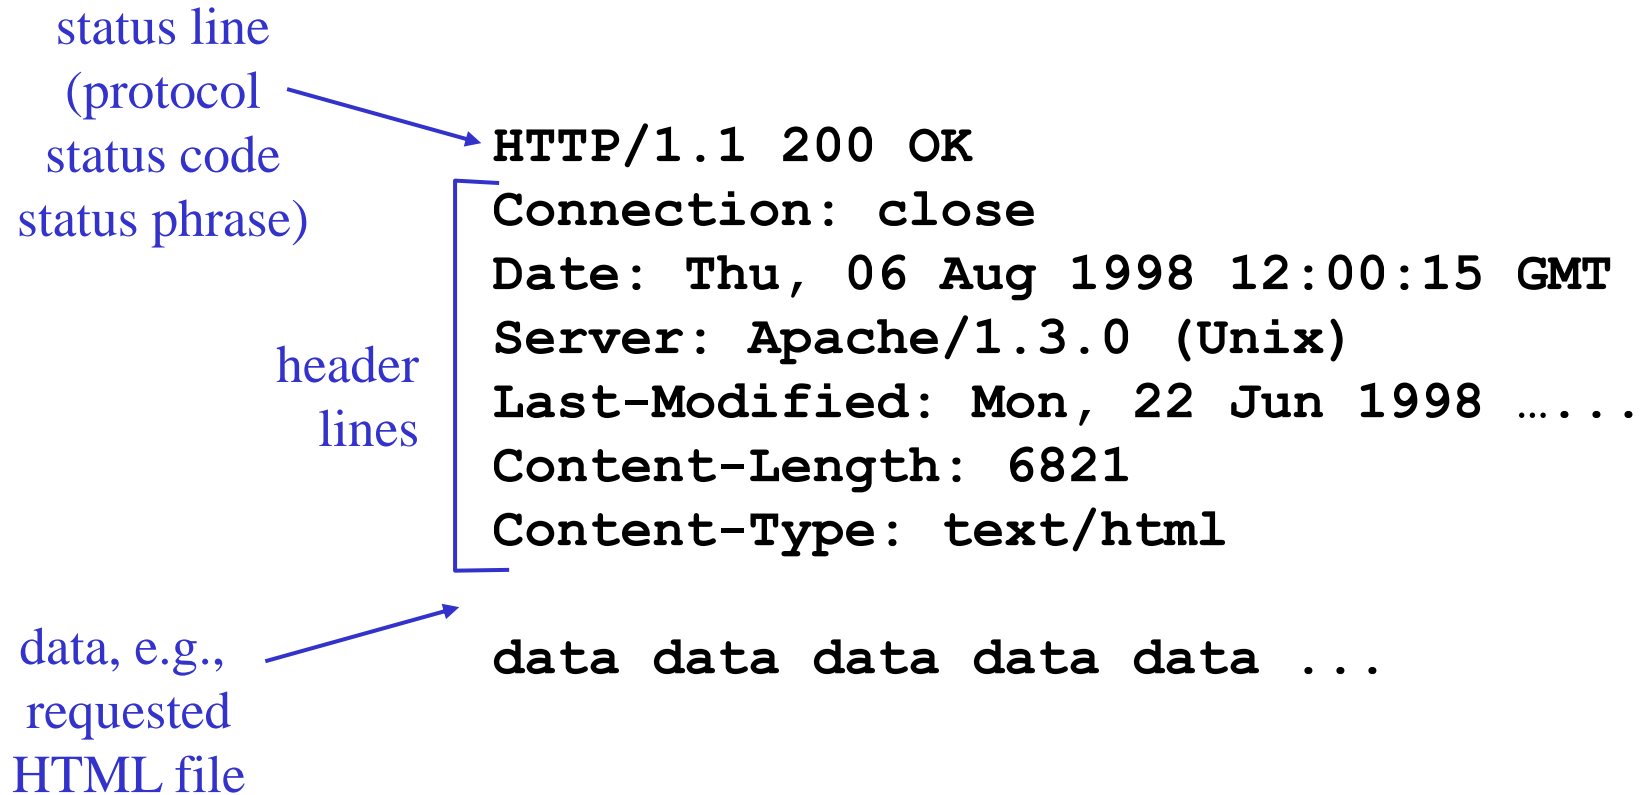 status line
(protocol
status code
status phrase)
HTTP/1.1 200 OK
Connection: close
Date: Thu, 06 Aug 1998 12:00:15 GMT
Server: Apache/1.3.0 (Unix)
Last-Modified: Mon, 22 Jun 1998 …...
Content-Length: 6821
Content-Type: text/html
header
lines
data, e.g.,
requested
HTML file
data data data data data ...